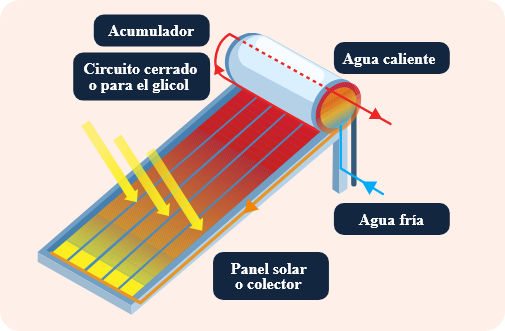 Acumulador
Circuito cerrado
o para el glicol
Agua caliente
Agua fría
Panel solar
o colector